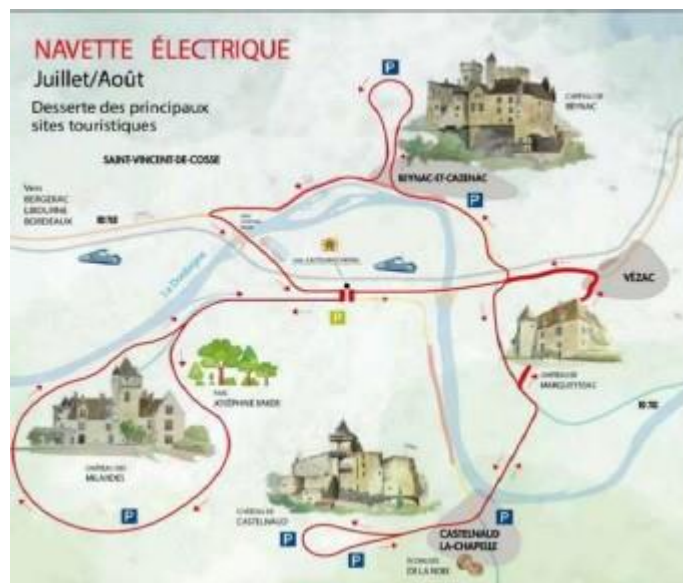 NAVETTE ÉLECTRIQUE
Juillet/Août
Desserte des principaux
sites touristiques
CHÂTEAU DE
BEYNAC
SAINT-VINCENT-DE-COSSE
BEYNAC-ET-CAZENAC
Vers
BERGERAC
LIBOURNE
BORDEAUX
La Dordogne
VÉZAC
CHÂTEAU DE
MARQUEYSSAC
PARC
JOSÉPHINE BAKER
CHÂTEAU DES
MILANDES
CHÂTEAU DE
CASTELNAUD
CASTELNAUD
LA-CHAPELLE
DE LA NOIX
P
P
P
P
P
P
P